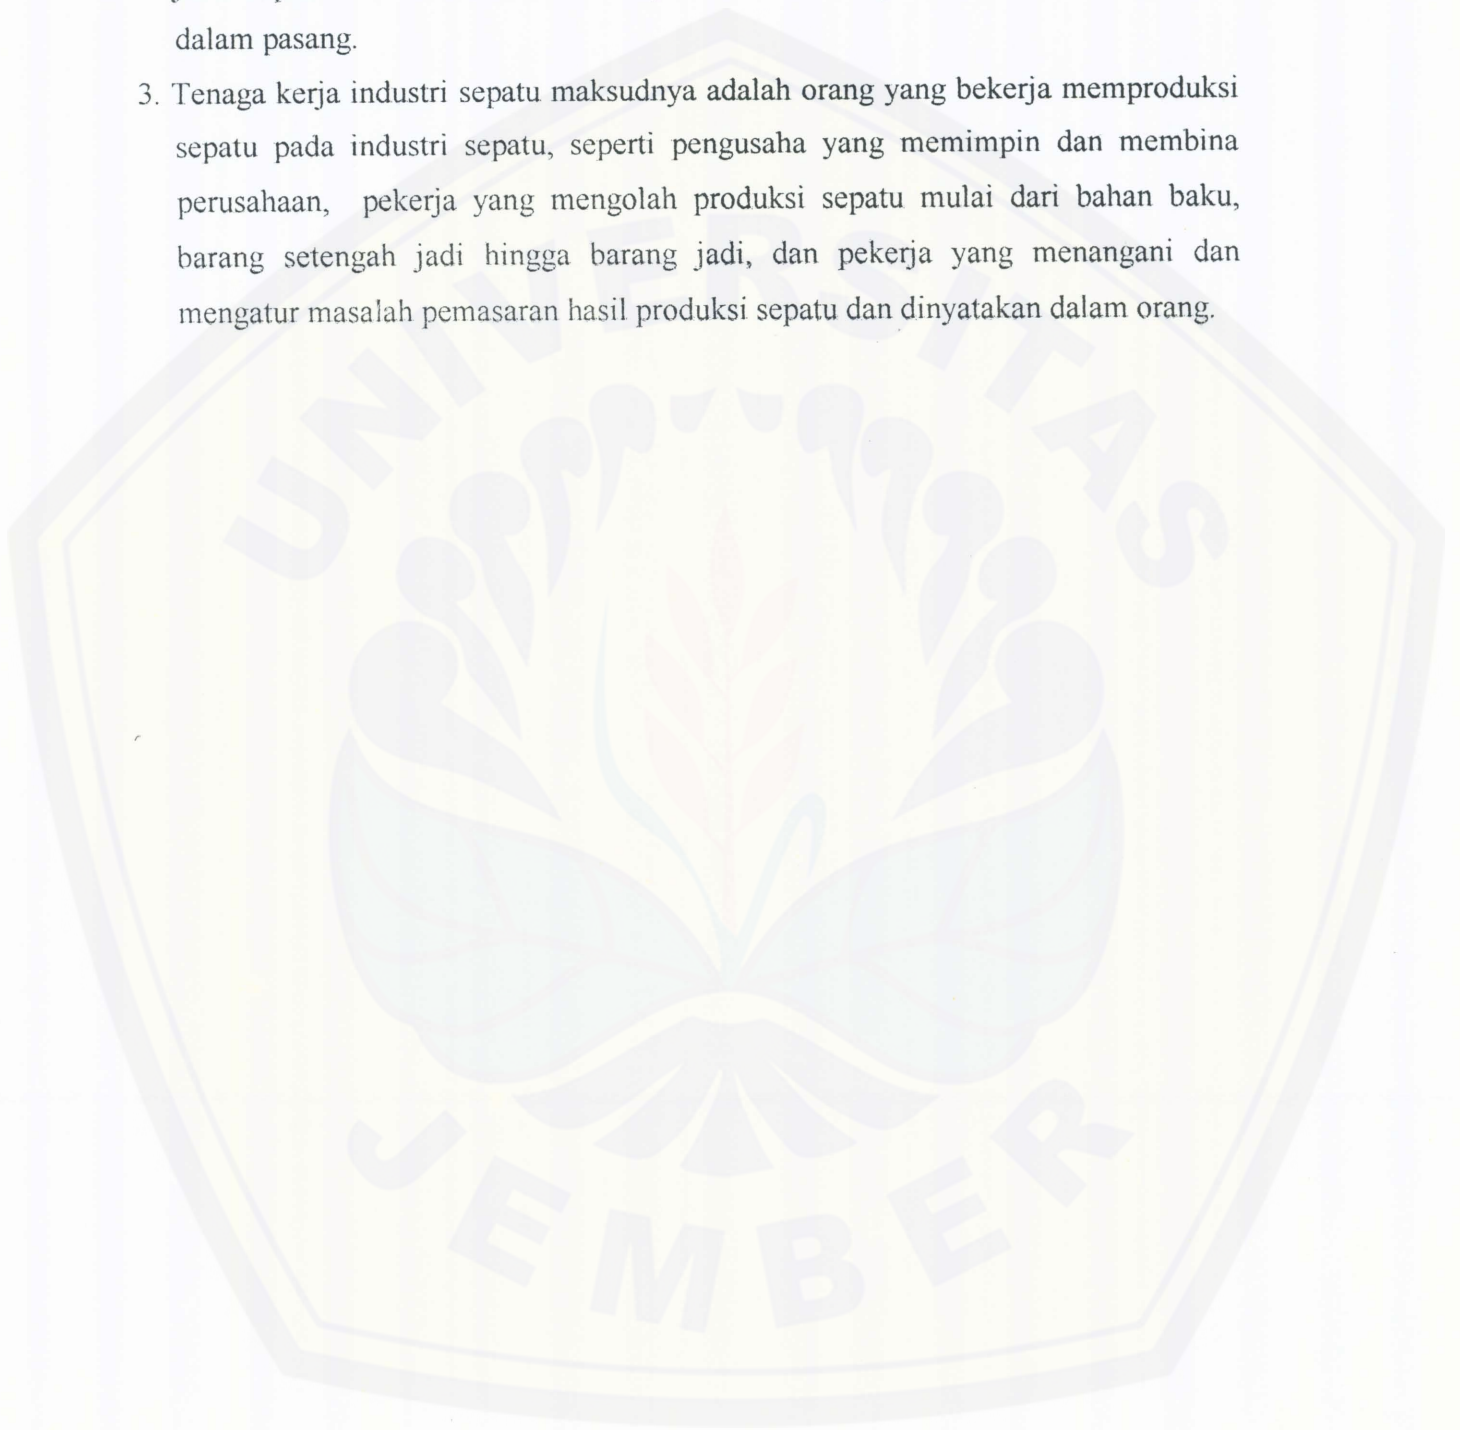 dalam pasang.
3. Tenaga kerja industri sepatu maksudnya adalah orang yang bekerja memproduksi
sepatu pada industri sepatu, seperti pengusaha yang memimpin dan membina
perusahaan, pekerja yang mengolah produksi sepatu mulai dari bahan baku,
barang setengah jadi hingga barang jadi, dan pekerja yang menangani dan
mengatur masalah pemasaran hasil produksi sepatu dan dinyatakan dalam orang.
UNIVERSITAS
JEMBER